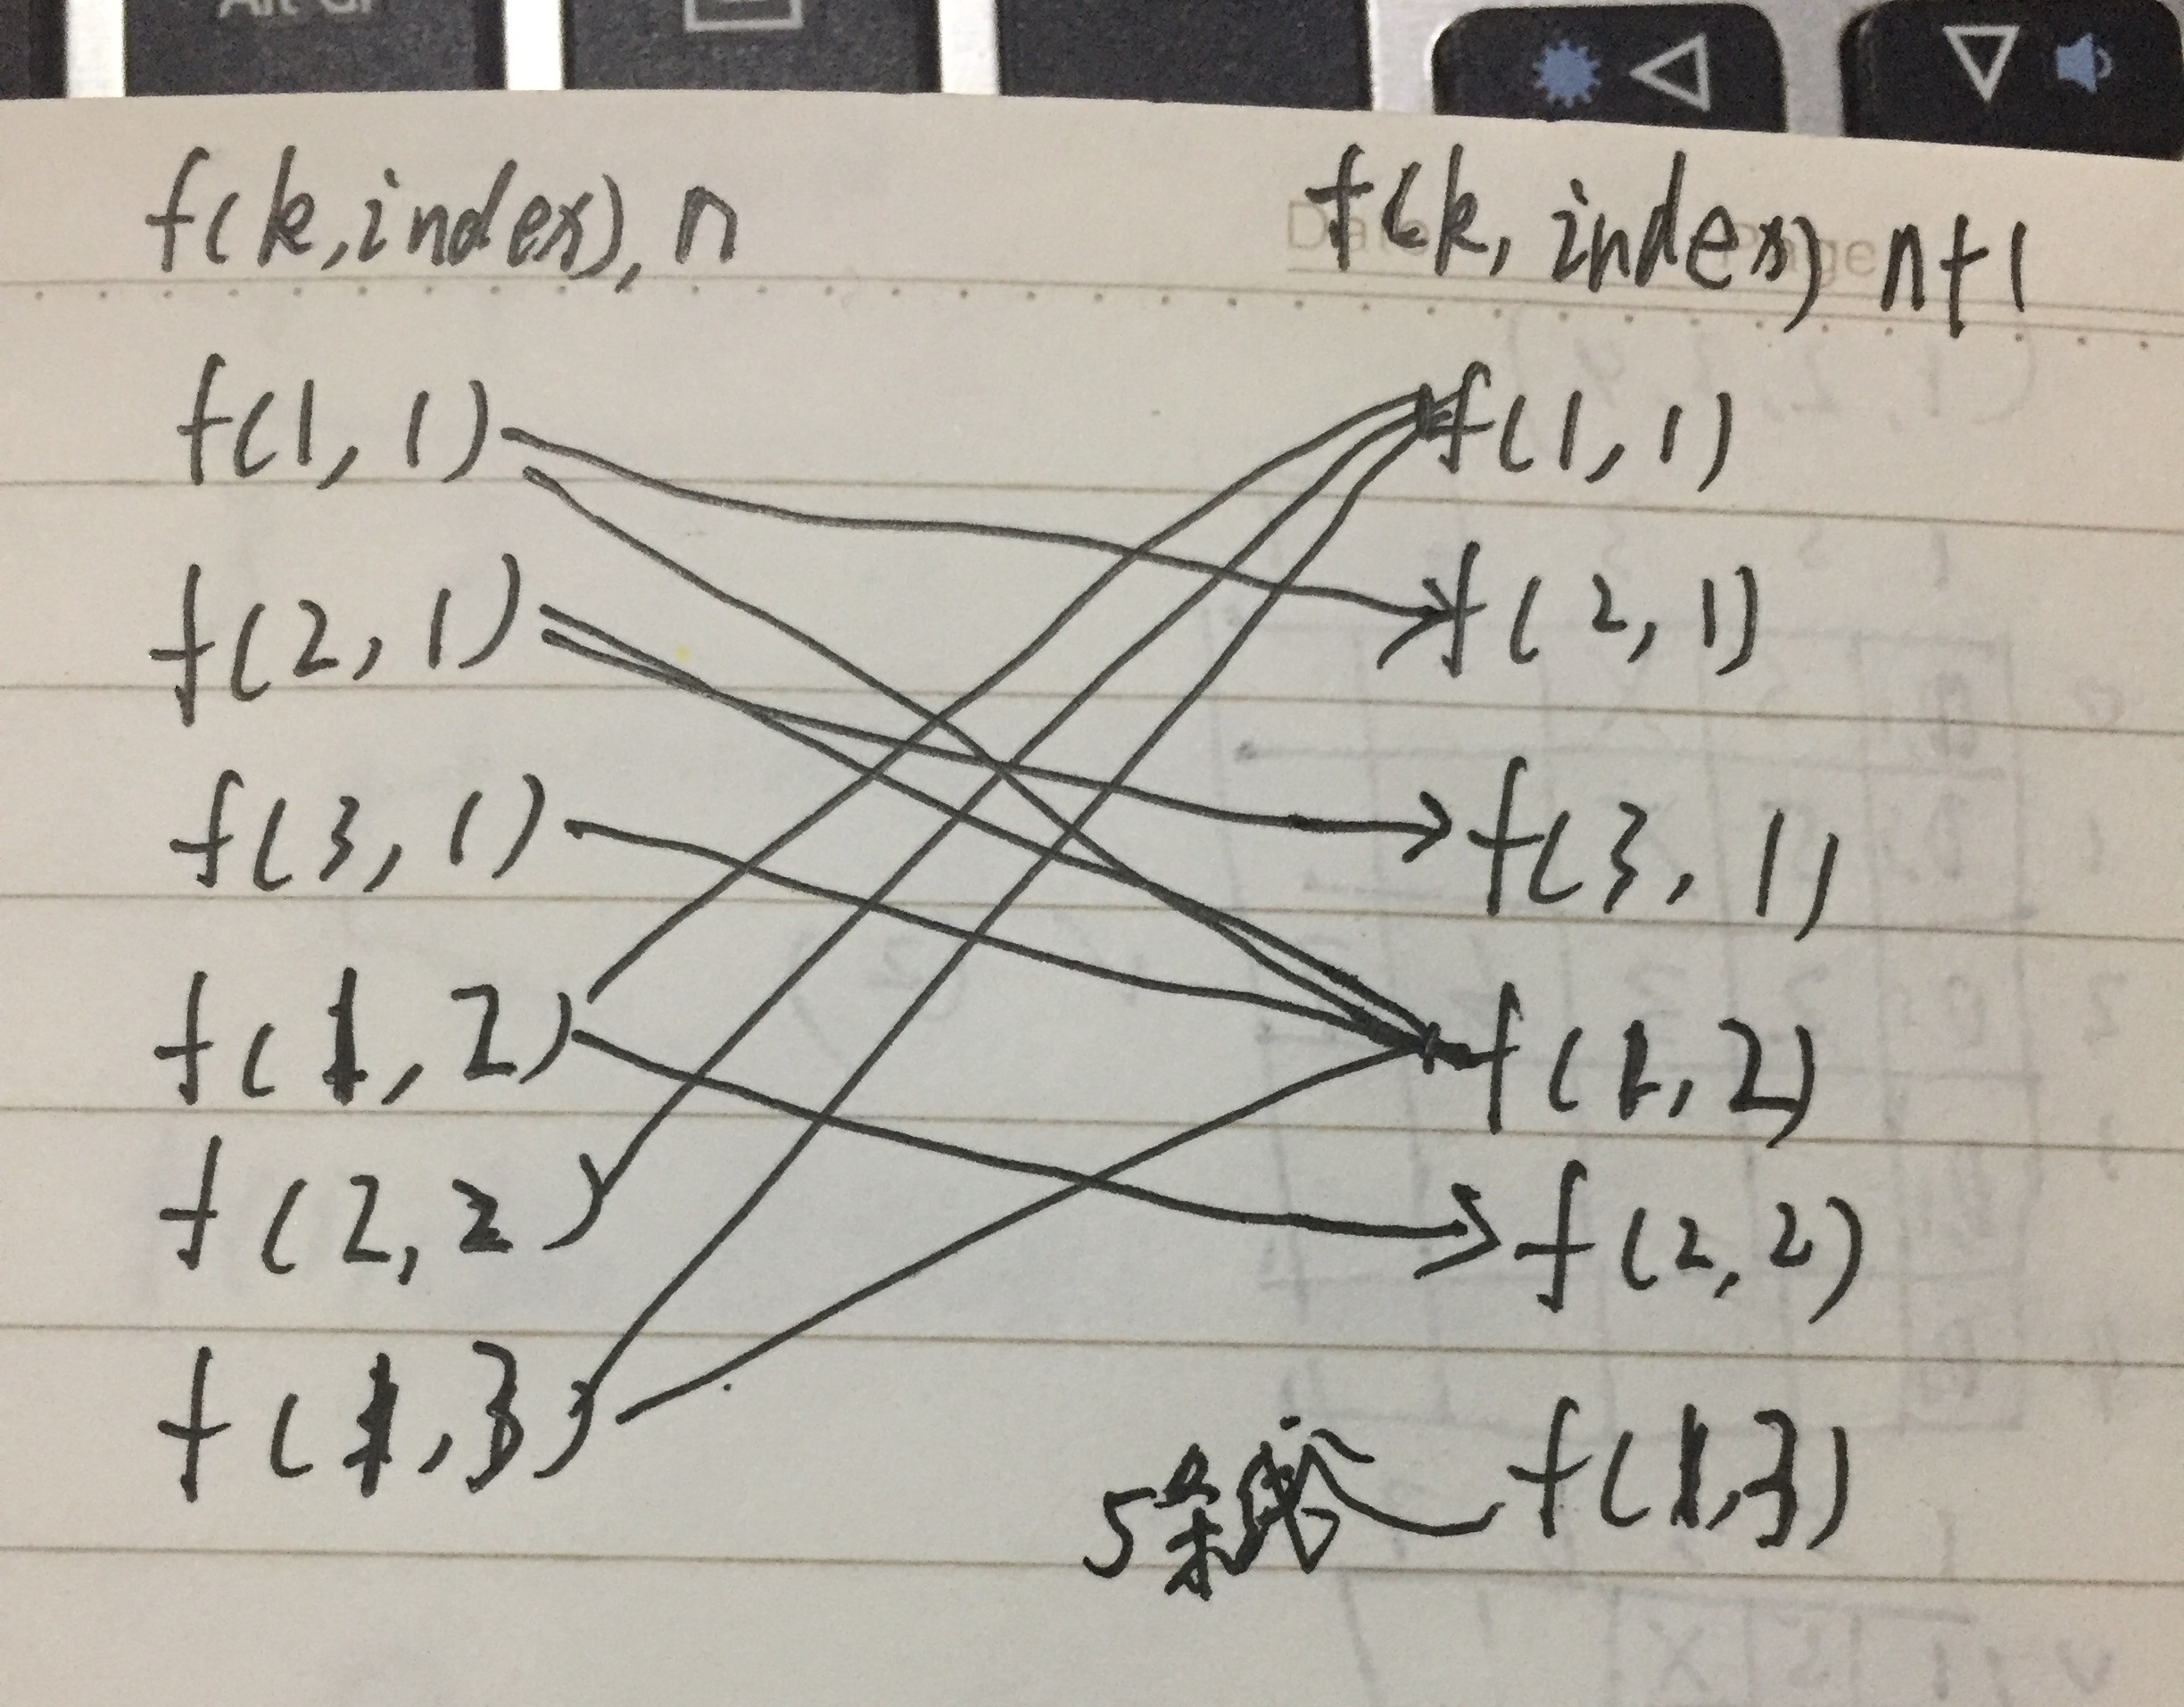 Alt Gr
f(k,index), n f(k, index) n+1
Date Page
f(1, 1) f(1, 1)
f(2, 1) f(2, 1)
f(3, 1) f(3, 1)
f(1, 2) f(1, 2)
f(2, 2) f(2, 2)
f(1, 3) 5条 f(1,3)